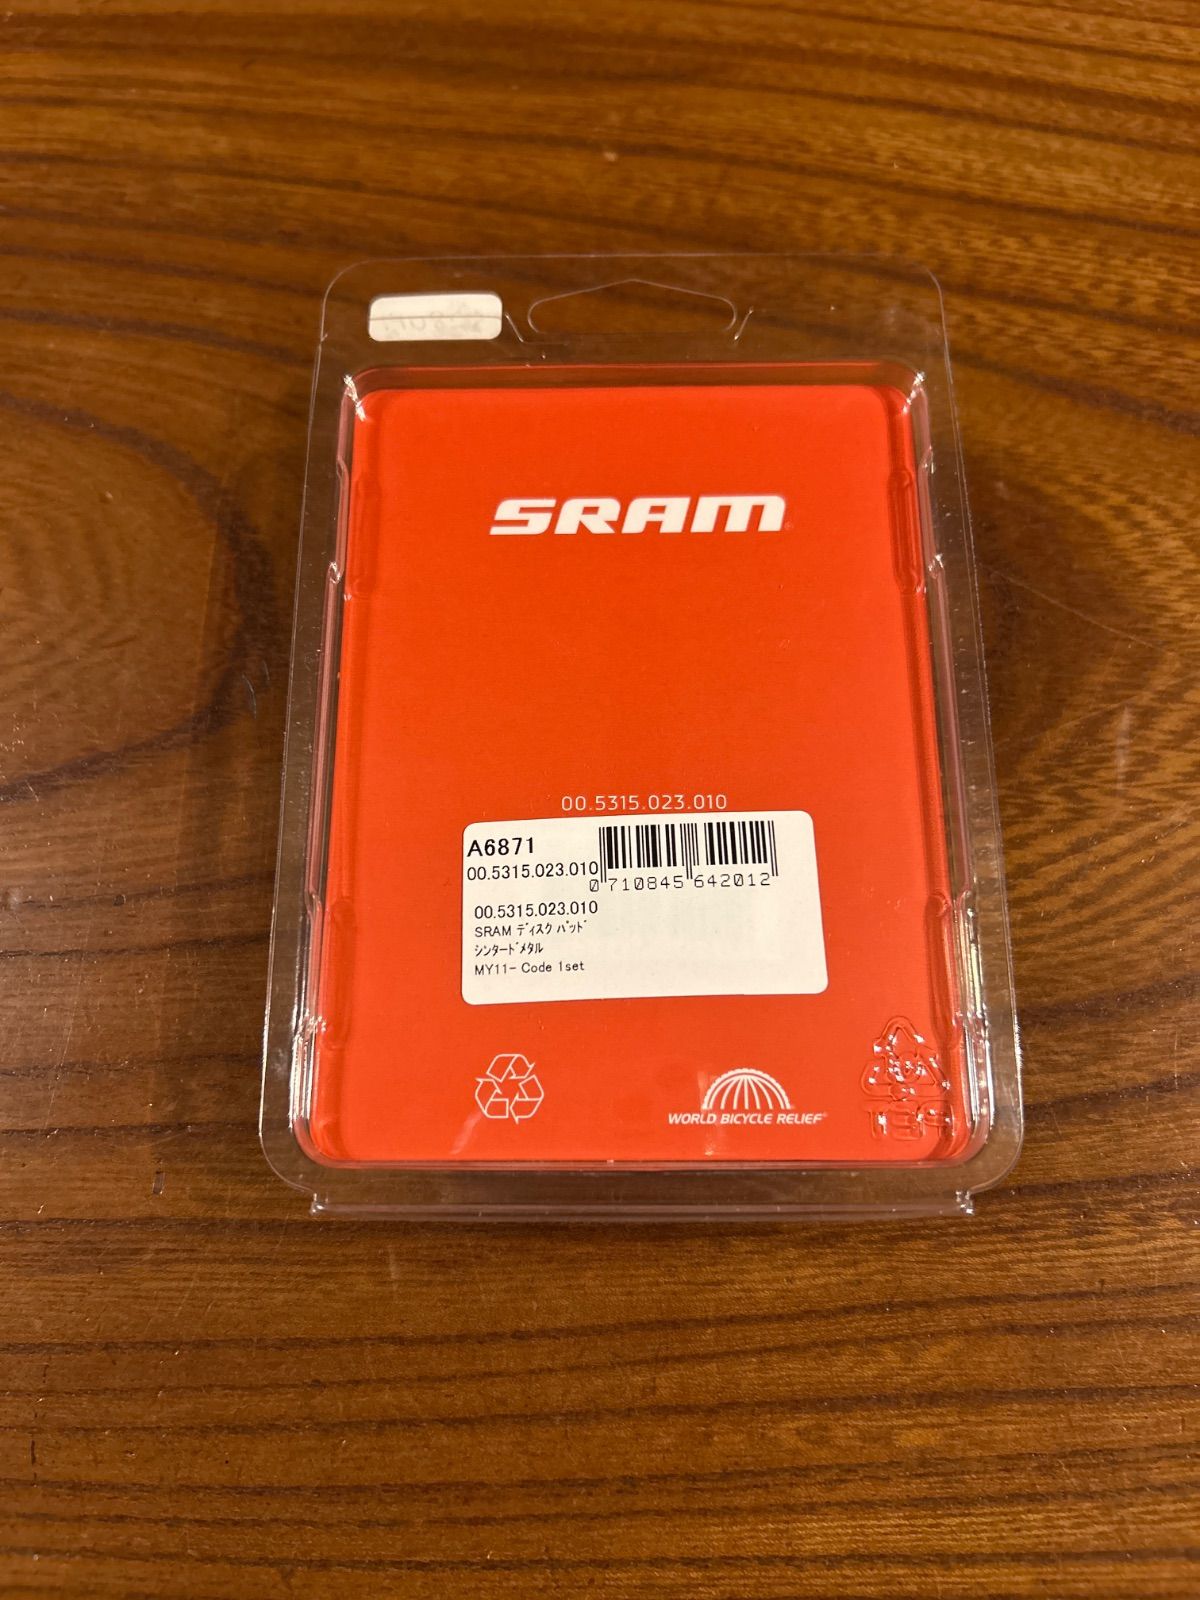 SRAM
00.5315.023.010
A6871
00.5315.023.010
0 710845 642012
00.5315.023.010
SRAM ﾃﾞｨｽｸ ﾊﾟｯﾄﾞ
ｼﾝﾀｰﾄﾞﾒﾀﾙ
MY11- Code 1set
WORLD BICYCLE RELIEF